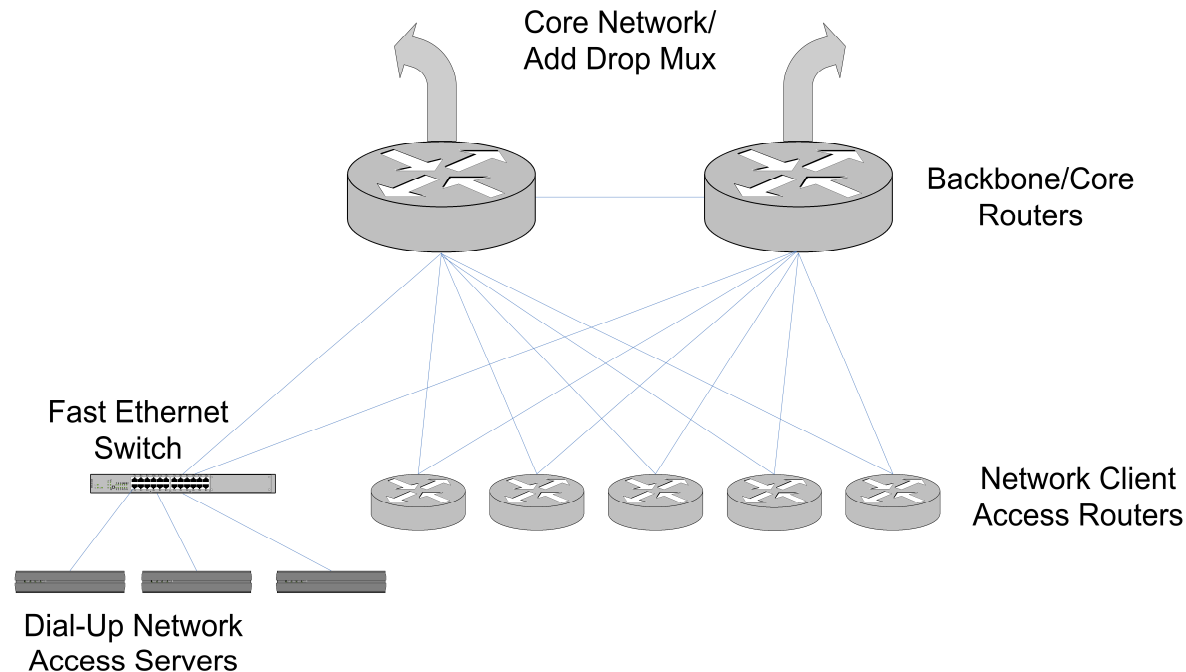 Core Network/
Add Drop Mux
Backbone/Core
Routers
Fast Ethernet
Switch
Network Client
Access Routers
Dial-Up Network
Access Servers